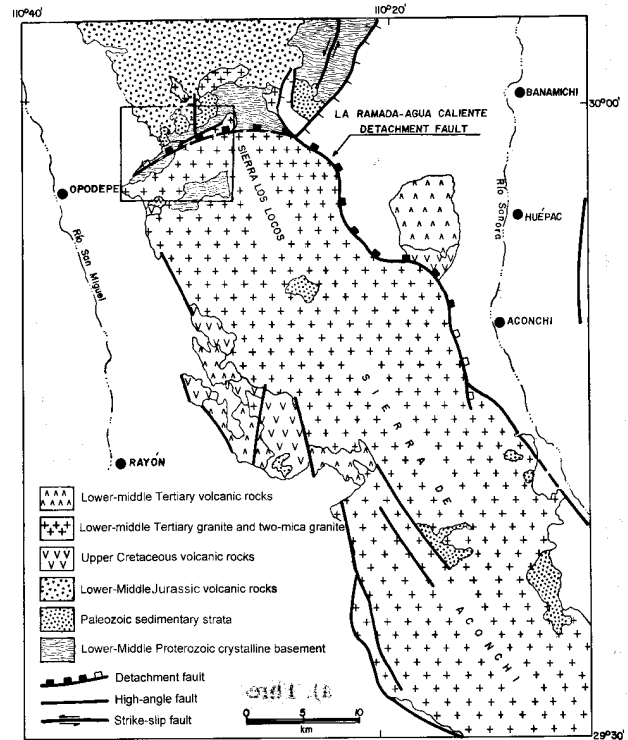 110°40'
110°20'
BANAMICHI
30°00'
LA RAMADA-AGUA CALIENTE
DETACHMENT FAULT
SIERRA LOS LOCOS
OPODEPE
Río San Miguel
Río Sonora
HUÉPAC
ACONCHI
SIERRA DE
ACONCHI
RAYÓN
Lower-middle Tertiary volcanic rocks
Lower-middle Tertiary granite and two-mica granite
Upper Cretaceous volcanic rocks
Lower-Middle Jurassic volcanic rocks
Paleozoic sedimentary strata
Lower-Middle Proterozoic crystalline basement
Detachment fault
High-angle fault
Strike-slip fault
0 5 10
km
29°30'